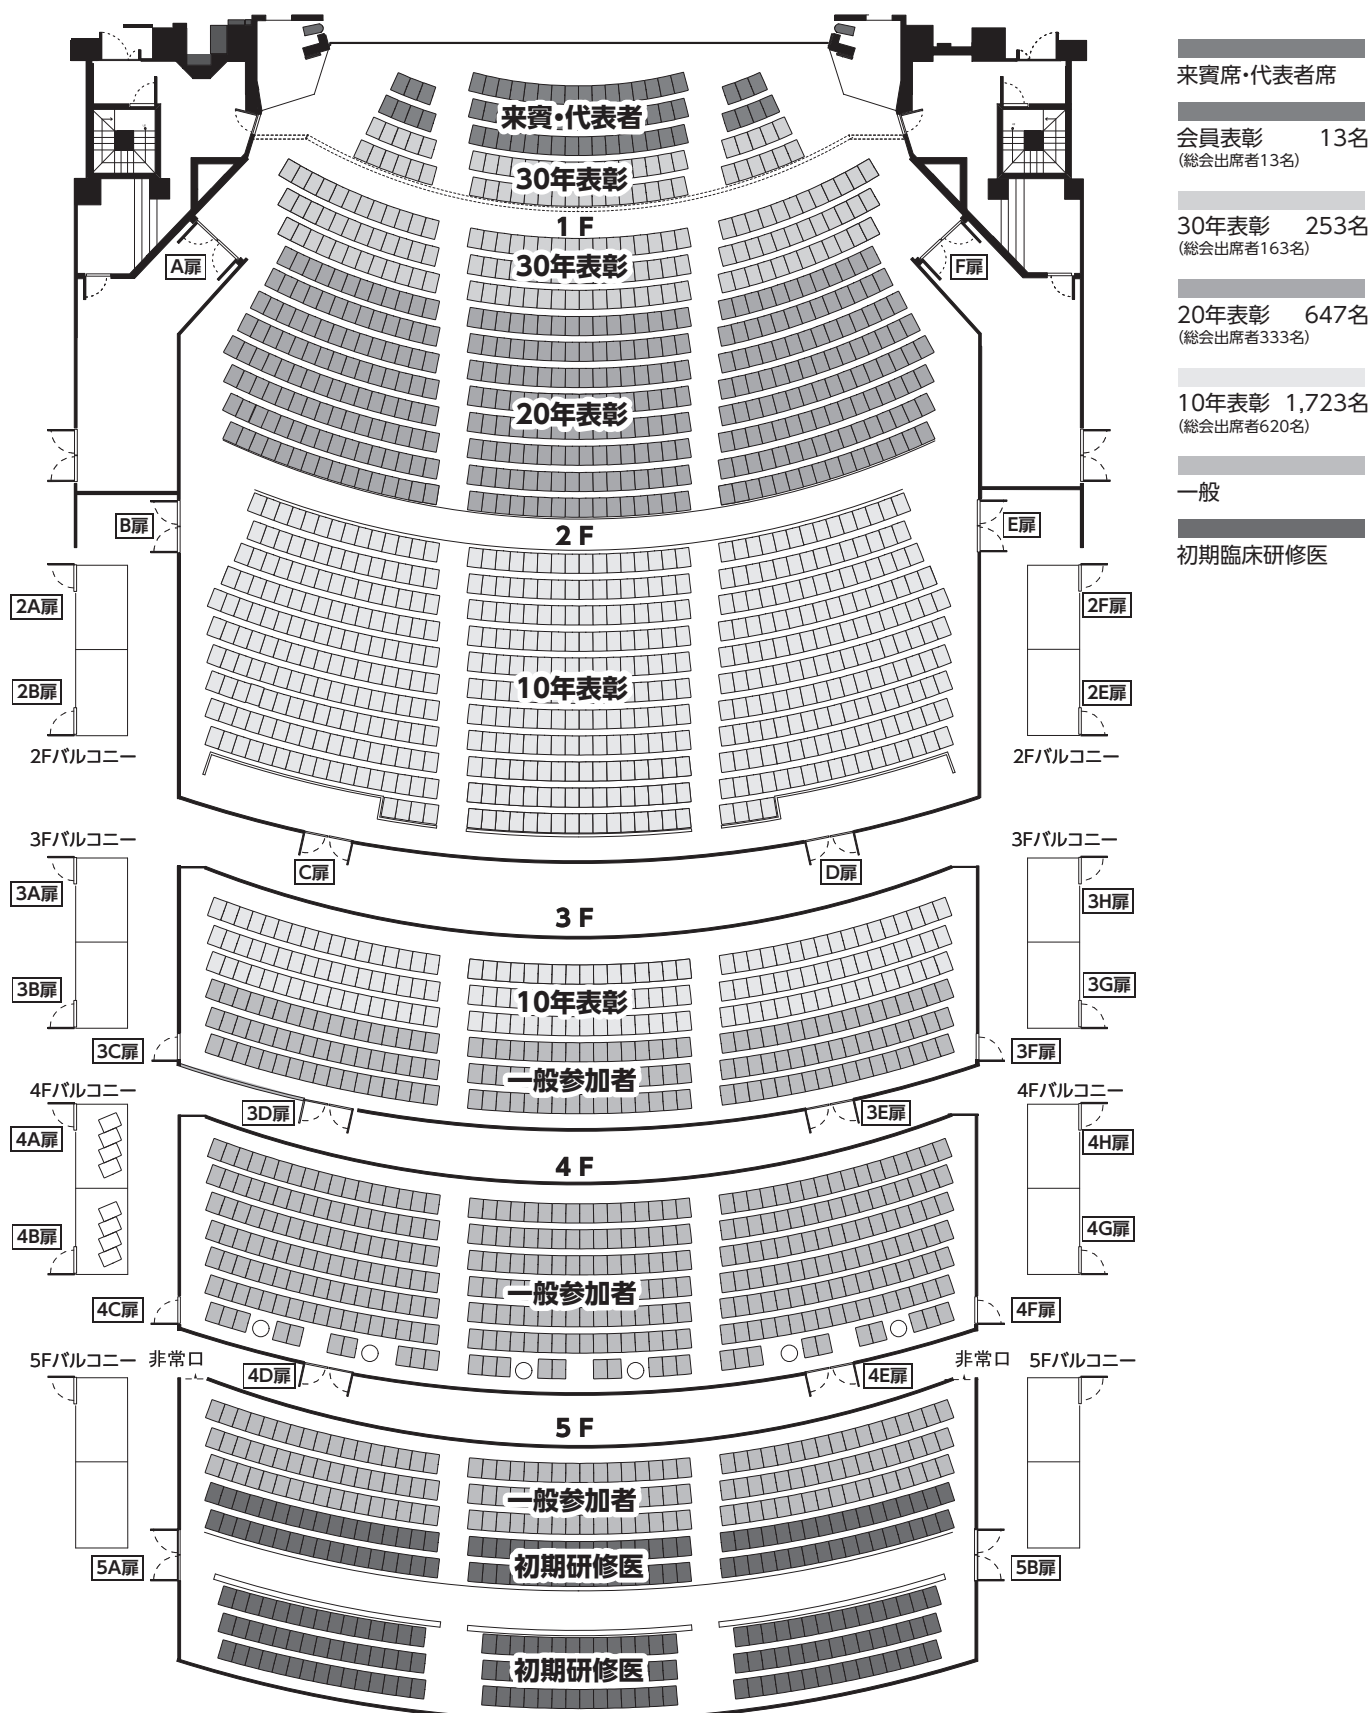 来賓・代表者
30年表彰
1 F
30年表彰
20年表彰
A扉
F扉
B扉
E扉
2 F
10年表彰
2A扉
2B扉
2Fバルコニー
2F扉
2E扉
2Fバルコニー
C扉
D扉
3Fバルコニー
3A扉
3B扉
3C扉
3Fバルコニー
3H扉
3G扉
3F扉
3 F
10年表彰
一般参加者
3D扉
3E扉
4Fバルコニー
4A扉
4B扉
4C扉
4Fバルコニー
4H扉
4G扉
4F扉
4 F
一般参加者
4D扉
4E扉
5Fバルコニー
非常口
非常口
5Fバルコニー
5 F
一般参加者
初期研修医
5A扉
5B扉
初期研修医
来賓席・代表者席
会員表彰 13名
(総会出席者13名)
30年表彰 253名
(総会出席者163名)
20年表彰 647名
(総会出席者333名)
10年表彰 1,723名
(総会出席者620名)
一般
初期臨床研修医